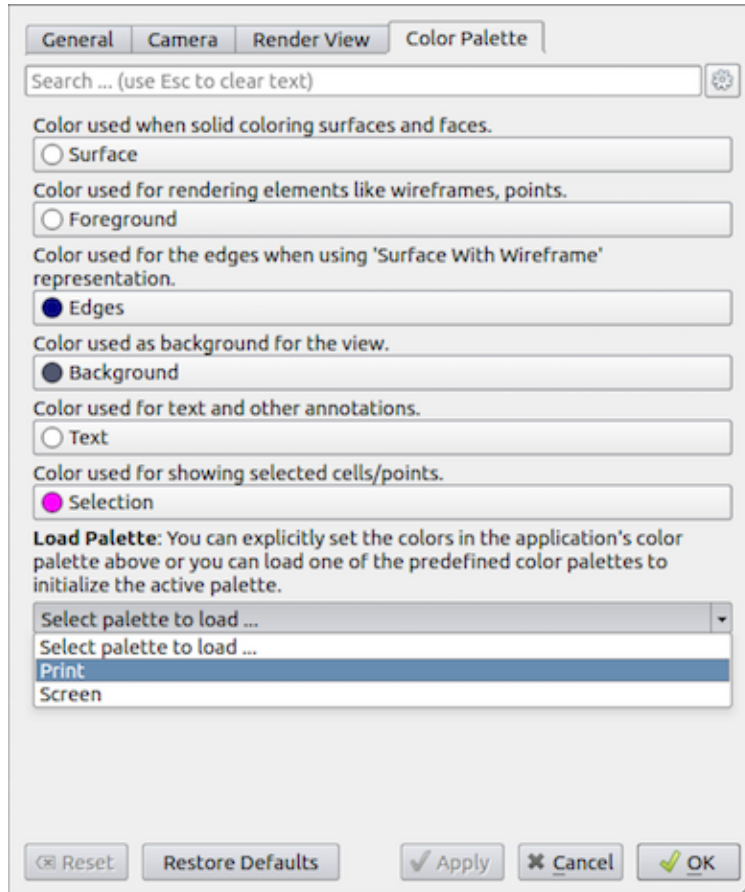 General Camera Render View Color Palette
Search ... (use Esc to clear text)
Color used when solid coloring surfaces and faces.
Surface
Color used for rendering elements like wireframes, points.
Foreground
Color used for the edges when using 'Surface With Wireframe'
representation.
Edges
Color used as background for the view.
Background
Color used for text and other annotations.
Text
Color used for showing selected cells/points.
Selection
Load Palette: You can explicitly set the colors in the application's color
palette above or you can load one of the predefined color palettes to
initialize the active palette.
Select palette to load ...
Select palette to load ...
Print
Screen
Reset Restore Defaults Apply Cancel OK